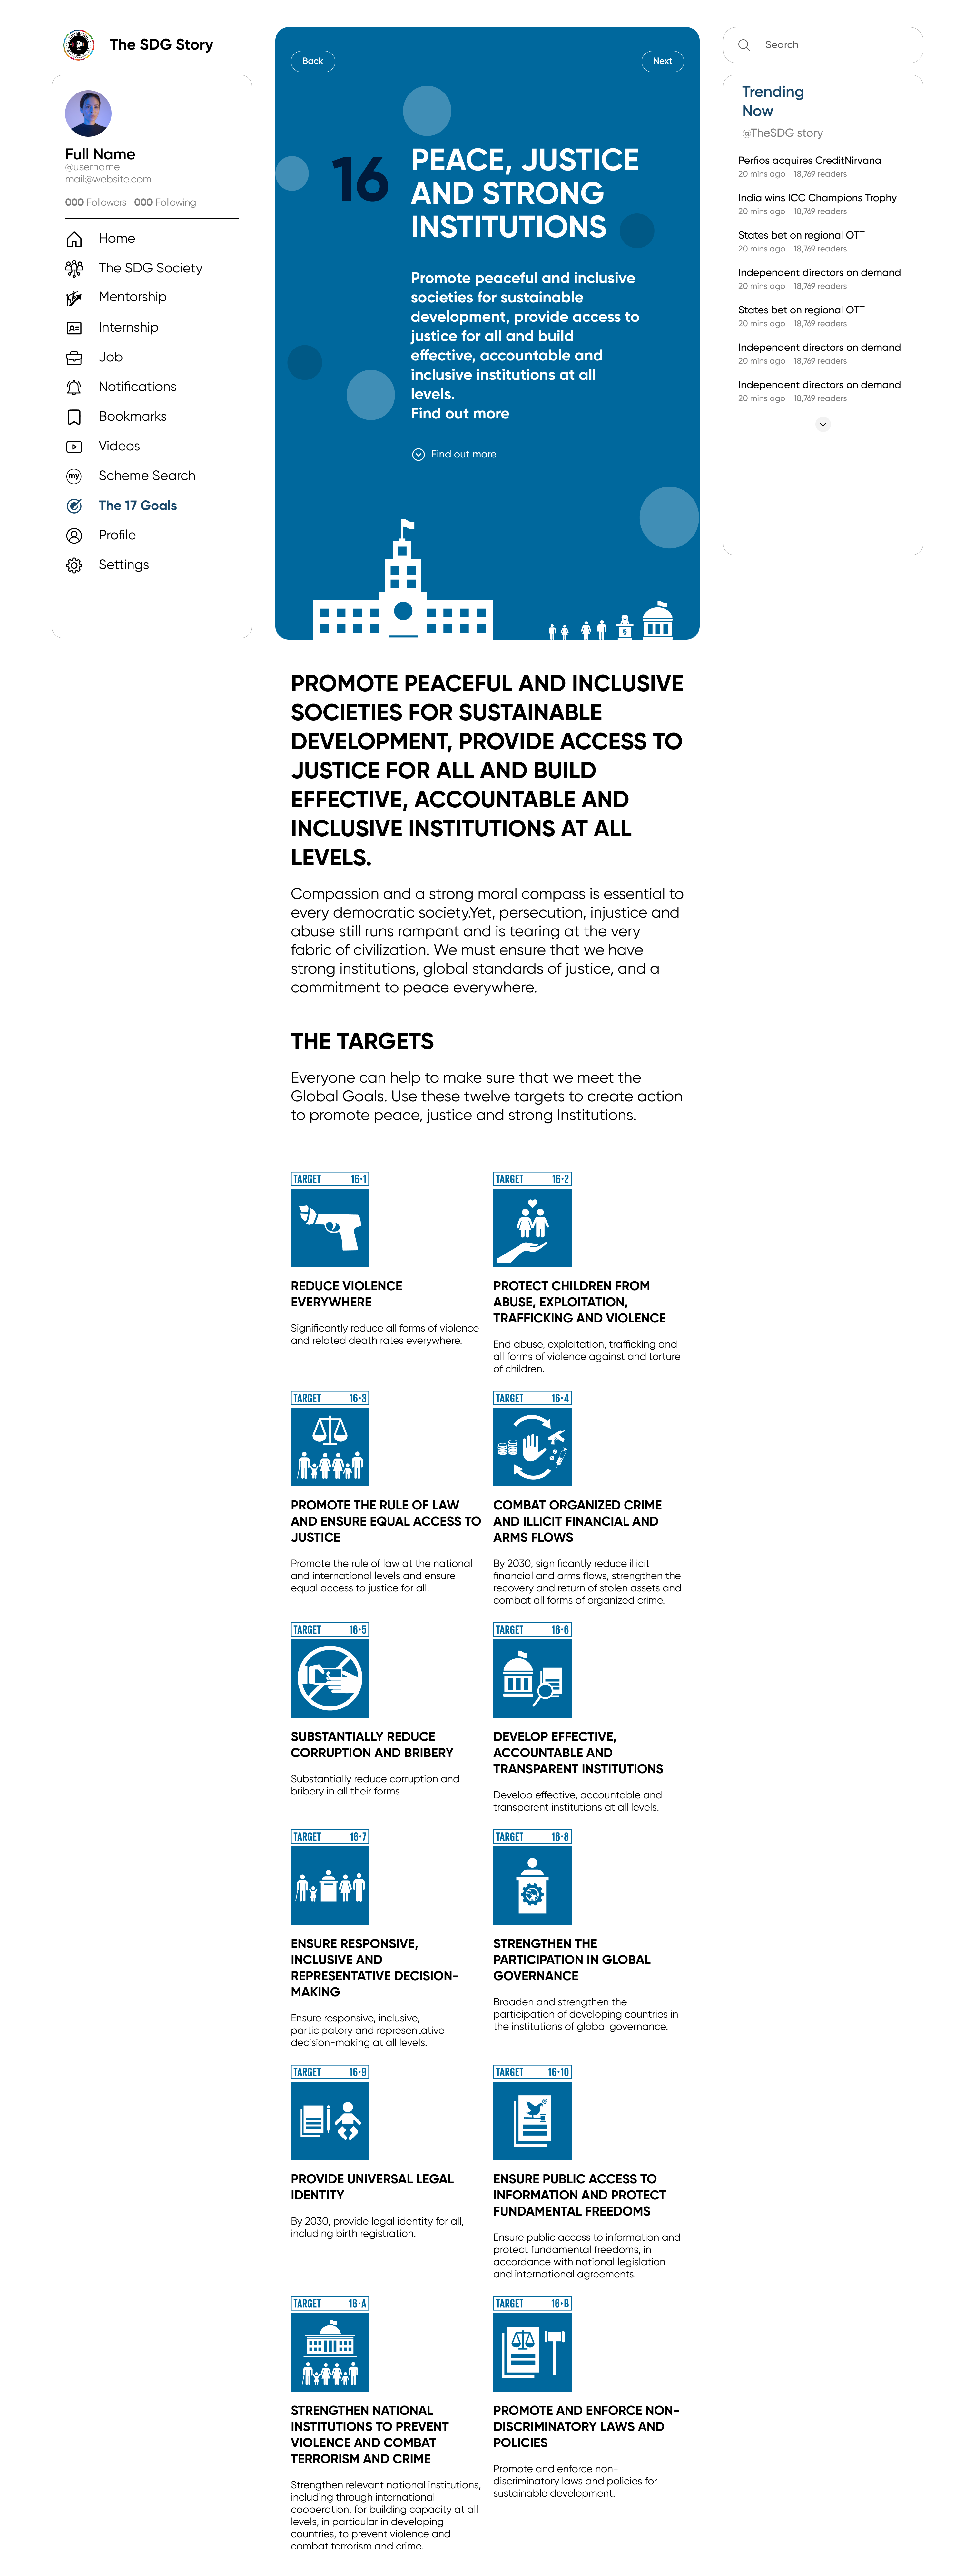 The SDG Story
Full Name
@username
mail@website.com
000 Followers 000 Following
Home
The SDG Society
Mentorship
Internship
Job
Notifications
Bookmarks
Videos
my Scheme Search
The 17 Goals
Profile
Settings
Back
Next
16
PEACE, JUSTICE
AND STRONG
INSTITUTIONS
Promote peaceful and inclusive
societies for sustainable
development, provide access to
justice for all and build
effective, accountable and
inclusive institutions at all
levels.
Find out more
Find out more
Search
Trending
Now
@TheSDG story
Perfios acquires CreditNirvana
20 mins ago 18,769 readers
India wins ICC Champions Trophy
20 mins ago 18,769 readers
States bet on regional OTT
20 mins ago 18,769 readers
Independent directors on demand
20 mins ago 18,769 readers
States bet on regional OTT
20 mins ago 18,769 readers
Independent directors on demand
20 mins ago 18,769 readers
Independent directors on demand
20 mins ago 18,769 readers
PROMOTE PEACEFUL AND INCLUSIVE
SOCIETIES FOR SUSTAINABLE
DEVELOPMENT, PROVIDE ACCESS TO
JUSTICE FOR ALL AND BUILD
EFFECTIVE, ACCOUNTABLE AND
INCLUSIVE INSTITUTIONS AT ALL
LEVELS.
Compassion and a strong moral compass is essential to
every democratic society.Yet, persecution, injustice and
abuse still runs rampant and is tearing at the very
fabric of civilization. We must ensure that we have
strong institutions, global standards of justice, and a
commitment to peace everywhere.
THE TARGETS
Everyone can help to make sure that we meet the
Global Goals. Use these twelve targets to create action
to promote peace, justice and strong Institutions.
TARGET 16·1
REDUCE VIOLENCE
EVERYWHERE
Significantly reduce all forms of violence
and related death rates everywhere.
TARGET 16·2
PROTECT CHILDREN FROM
ABUSE, EXPLOITATION,
TRAFFICKING AND VIOLENCE
End abuse, exploitation, trafficking and
all forms of violence against and torture
of children.
TARGET 16·3
PROMOTE THE RULE OF LAW
AND ENSURE EQUAL ACCESS TO
JUSTICE
Promote the rule of law at the national
and international levels and ensure
equal access to justice for all.
TARGET 16·4
COMBAT ORGANIZED CRIME
AND ILLICIT FINANCIAL AND
ARMS FLOWS
By 2030, significantly reduce illicit
financial and arms flows, strengthen the
recovery and return of stolen assets and
combat all forms of organized crime.
TARGET 16·5
SUBSTANTIALLY REDUCE
CORRUPTION AND BRIBERY
Substantially reduce corruption and
bribery in all their forms.
TARGET 16·6
DEVELOP EFFECTIVE,
ACCOUNTABLE AND
TRANSPARENT INSTITUTIONS
Develop effective, accountable and
transparent institutions at all levels.
TARGET 16·7
ENSURE RESPONSIVE,
INCLUSIVE AND
REPRESENTATIVE DECISION-
MAKING
Ensure responsive, inclusive,
participatory and representative
decision-making at all levels.
TARGET 16·8
STRENGTHEN THE
PARTICIPATION IN GLOBAL
GOVERNANCE
Broaden and strengthen the
participation of developing countries in
the institutions of global governance.
TARGET 16·9
PROVIDE UNIVERSAL LEGAL
IDENTITY
By 2030, provide legal identity for all,
including birth registration.
TARGET 16·10
ENSURE PUBLIC ACCESS TO
INFORMATION AND PROTECT
FUNDAMENTAL FREEDOMS
Ensure public access to information and
protect fundamental freedoms, in
accordance with national legislation
and international agreements.
TARGET 16·A
STRENGTHEN NATIONAL
INSTITUTIONS TO PREVENT
VIOLENCE AND COMBAT
TERRORISM AND CRIME
Strengthen relevant national institutions,
including through international
cooperation, for building capacity at all
levels, in particular in developing
countries, to prevent violence and
combat terrorism and crime.
TARGET 16·B
PROMOTE AND ENFORCE NON-
DISCRIMINATORY LAWS AND
POLICIES
Promote and enforce non-
discriminatory laws and policies for
sustainable development.